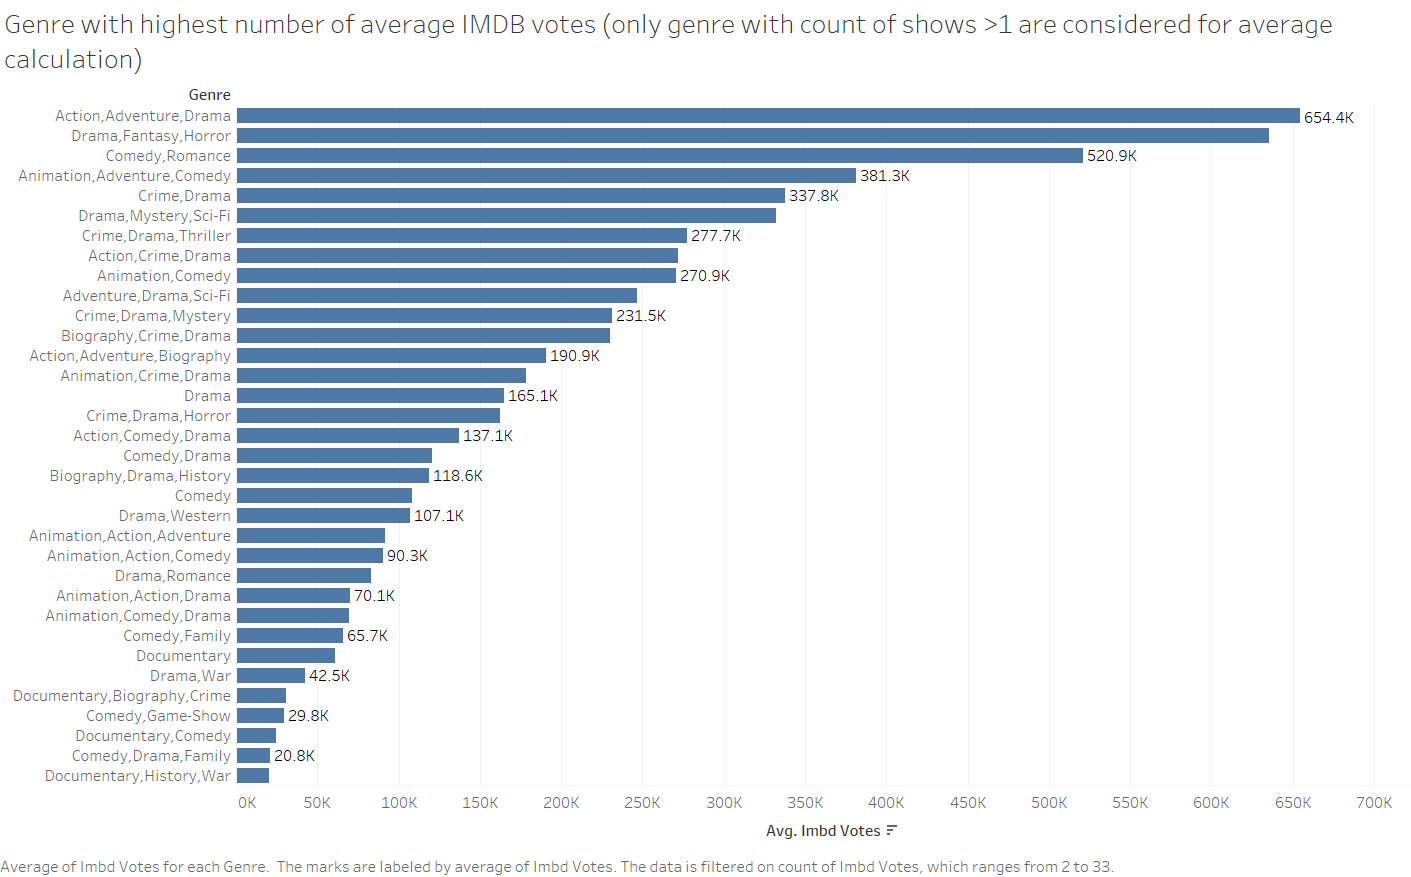 Genre with highest number of average IMDB votes (only genre with count of shows >1 are considered for average
calculation)
Genre
Action,Adventure,Drama 654.4K
Drama,Fantasy,Horror
Comedy,Romance 520.9K
Animation,Adventure,Comedy 381.3K
Crime,Drama 337.8K
Drama,Mystery,Sci-Fi
Crime,Drama,Thriller 277.7K
Action,Crime,Drama
Animation,Comedy 270.9K
Adventure,Drama,Sci-Fi
Crime,Drama,Mystery 231.5K
Biography,Crime,Drama
Action,Adventure,Biography 190.9K
Animation,Crime,Drama
Drama 165.1K
Crime,Drama,Horror
Action,Comedy,Drama 137.1K
Comedy,Drama
Biography,Drama,History 118.6K
Comedy
Drama,Western 107.1K
Animation,Action,Adventure
Animation,Action,Comedy 90.3K
Drama,Romance
Animation,Action,Drama 70.1K
Animation,Comedy,Drama
Comedy,Family 65.7K
Documentary
Drama,War 42.5K
Documentary,Biography,Crime
Comedy,Game-Show 29.8K
Documentary,Comedy
Comedy,Drama,Family 20.8K
Documentary,History,War
0K 50K 100K 150K 200K 250K 300K 350K 400K 450K 500K 550K 600K 650K 700K
Avg. Imbd Votes
Average of Imbd Votes for each Genre. The marks are labeled by average of Imbd Votes. The data is filtered on count of Imbd Votes, which ranges from 2 to 33.